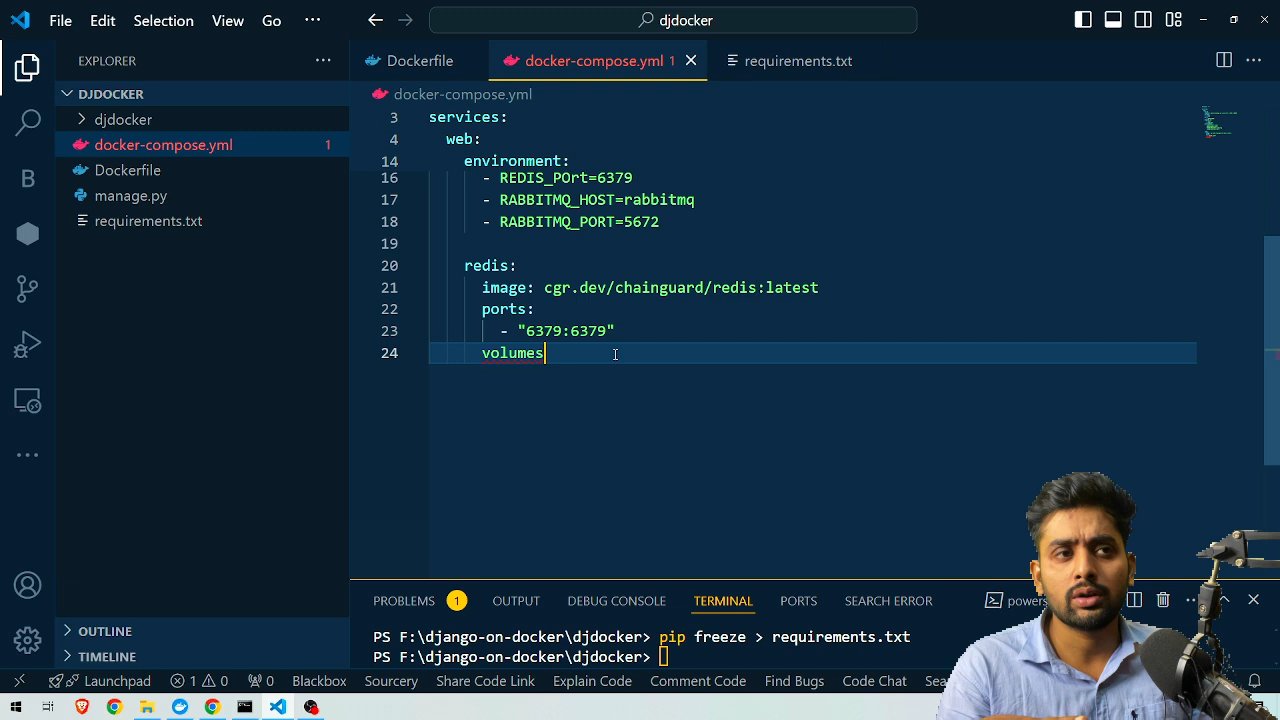 File Edit Selection View Go ··· djdocker
EXPLORER ···
DJDOCKER
djdocker
docker-compose.yml 1
Dockerfile
manage.py
requirements.txt
OUTLINE
TIMELINE
Dockerfile docker-compose.yml 1 requirements.txt
docker-compose.yml
3 services:
4 web:
14 environment:
16 - REDIS_POrt=6379
17 - RABBITMQ_HOST=rabbitmq
18 - RABBITMQ_PORT=5672
19
20 redis:
21 image: cgr.dev/chainguard/redis:latest
22 ports:
23 - "6379:6379"
24 volumes
PROBLEMS 1 OUTPUT DEBUG CONSOLE TERMINAL PORTS SEARCH ERROR powers
PS F:\django-on-docker\djdocker> pip freeze > requirements.txt
PS F:\django-on-docker\djdocker>
Launchpad 1 0 0 Blackbox Sourcery Share Code Link Explain Code Comment Code Find Bugs Code Chat Sea